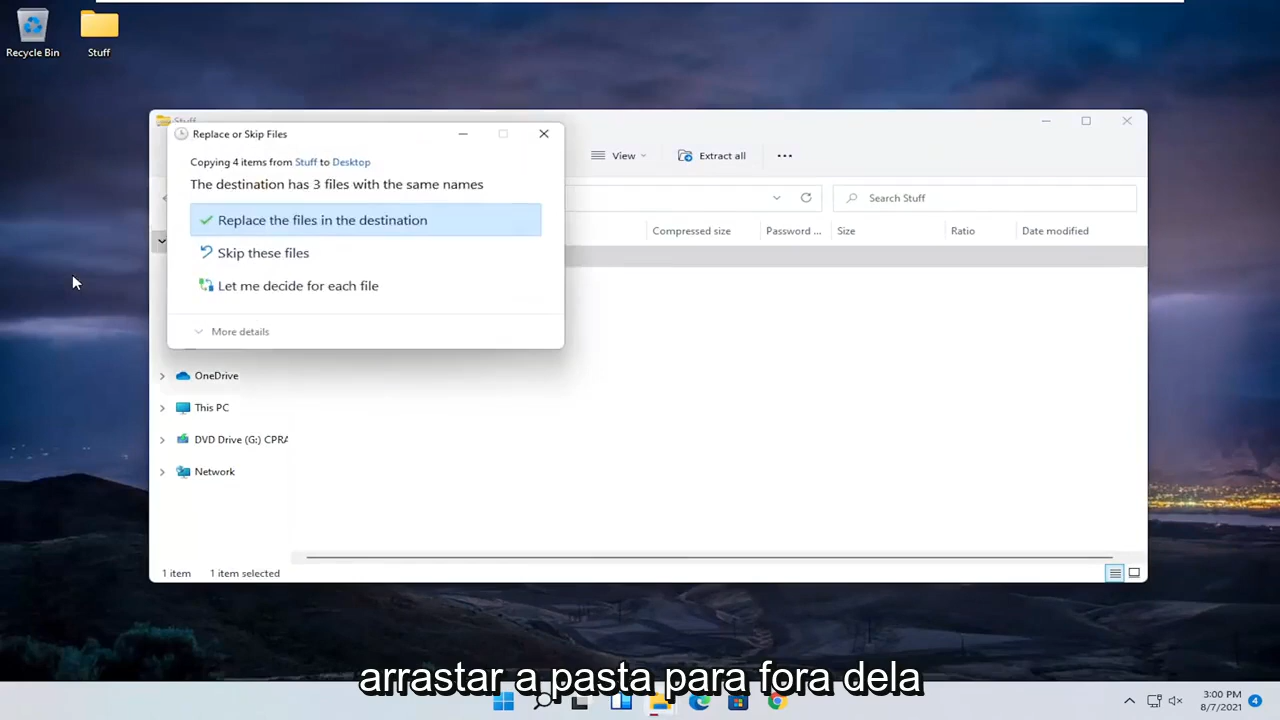 Recycle Bin
Stuff
Stuff
Replace or Skip Files
Copying 4 items from Stuff to Desktop
The destination has 3 files with the same names
Replace the files in the destination
Skip these files
Let me decide for each file
More details
View
Extract all
Search Stuff
Compressed size
Password ...
Size
Ratio
Date modified
OneDrive
This PC
DVD Drive (G:) CPRA
Network
1 item
1 item selected
arrastar a pasta para fora dela
3:00 PM
8/7/2021
4